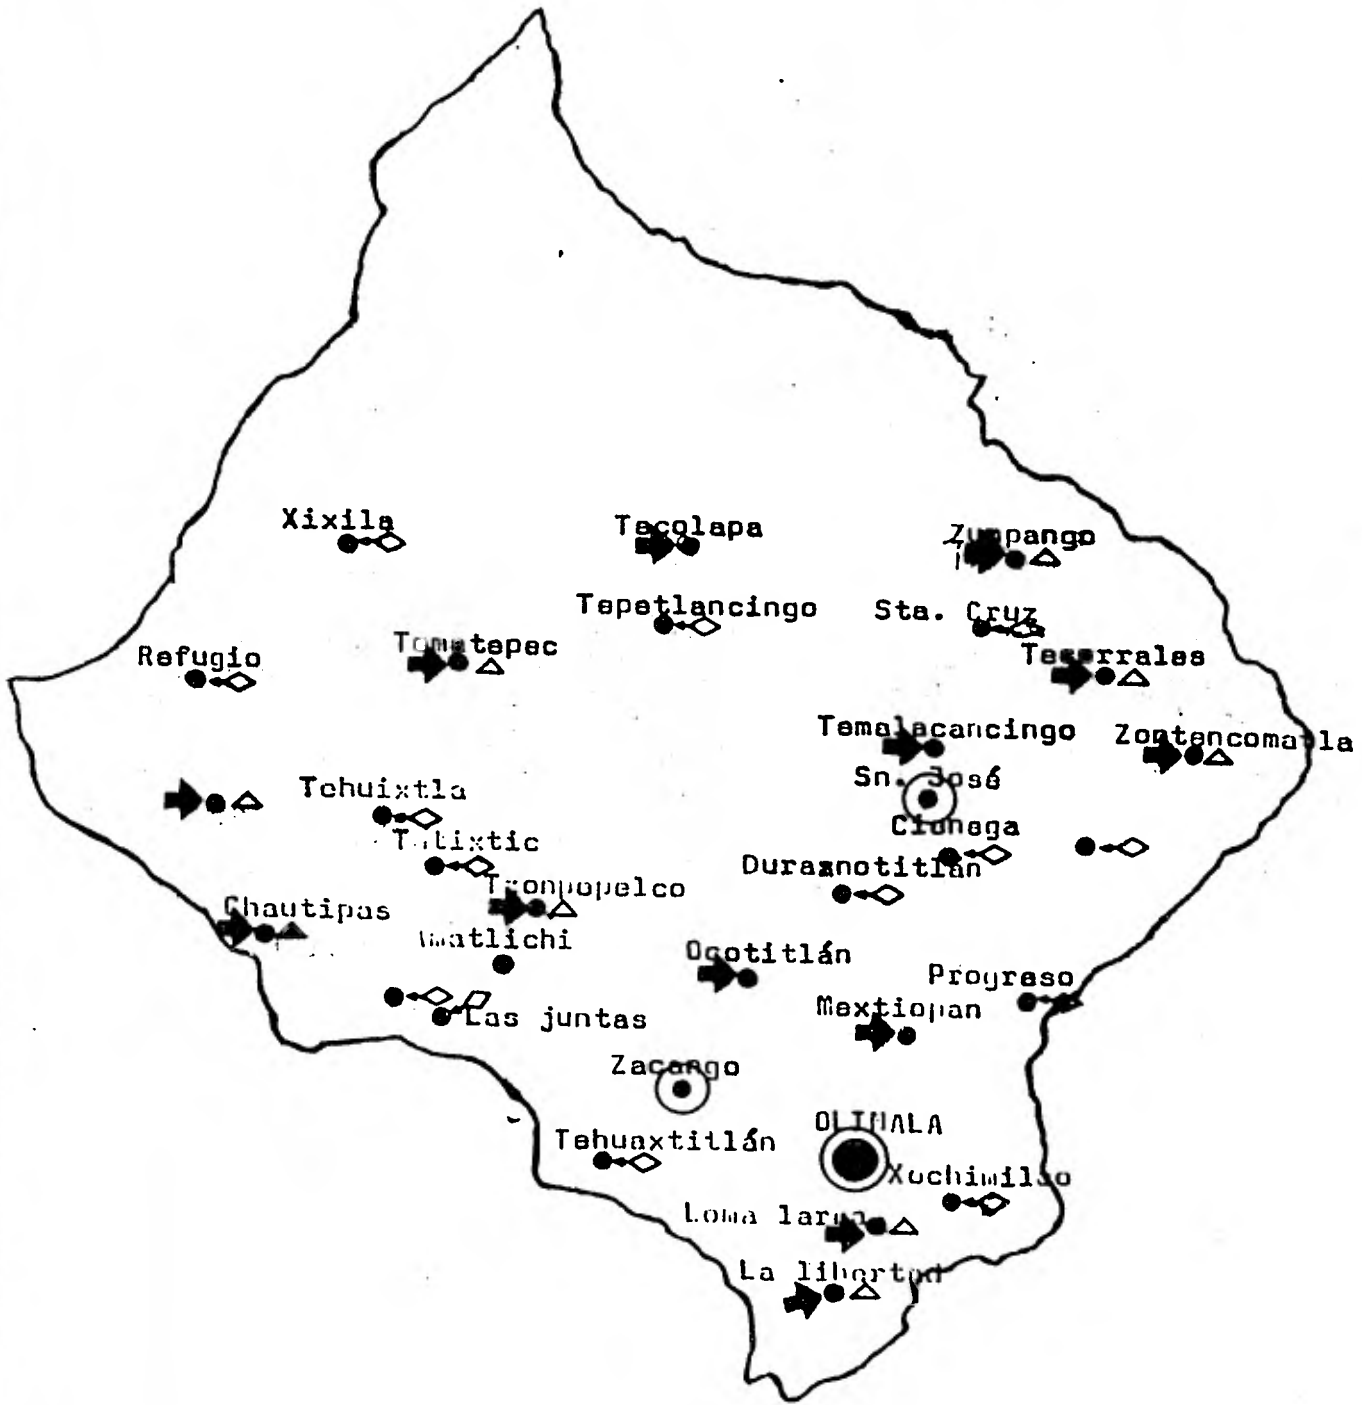 Xixila
Tecolapa
Zumpango
Tepetlancingo
Sta. Cruz
Tomatepec
Refugio
Tecorrales
Temalacancingo
Zontencomatla
Sn. José
Tehuixtla
Cienega
Duraznotitlán
Chautipas
Ocotitlán
Progreso
Mextiopan
Las juntas
Zacango
OLINALA
Tehuaxtitlán
Xochimilco
Loma larga
La libertad